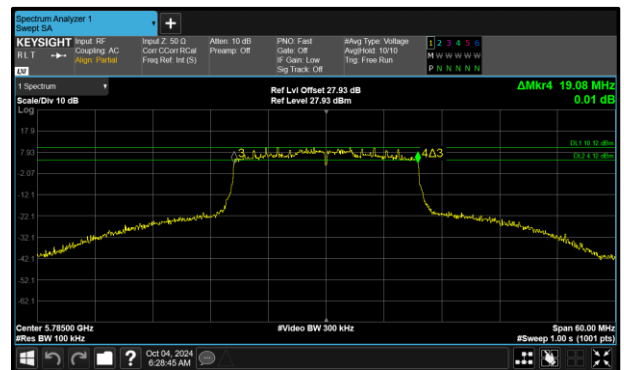 Spectrum Analyzer 1
Swept SA
KEYSIGHT
RLT
LXI
Input: RF
Coupling: AC
Align: Partial
Input Z: 50 Ω
Corr CCorr RCal
Freq Ref: Int (S)
Atten: 10 dB
Preamp: Off
PNO: Fast
Gate: Off
IF Gain: Low
Sig Track: Off
#Avg Type: Voltage
Avg|Hold: 10/10
Trig: Free Run
1 2 3 4 5 6
M W W W W W
P N N N N N
1 Spectrum
Scale/Div 10 dB
Log
Ref Lvl Offset 27.93 dB
Ref Level 27.93 dBm
ΔMkr4 19.08 MHz
0.01 dB
17.9
DL1 10.12 dBm
7.93
3
4Δ3
DL2 4.12 dBm
-2.07
-12.1
-22.1
-32.1
-42.1
-52.1
-62.1
Center 5.78500 GHz
#Res BW 100 kHz
#Video BW 300 kHz
Span 60.00 MHz
#Sweep 1.00 s (1001 pts)
?
Oct 04, 2024
6:28:45 AM